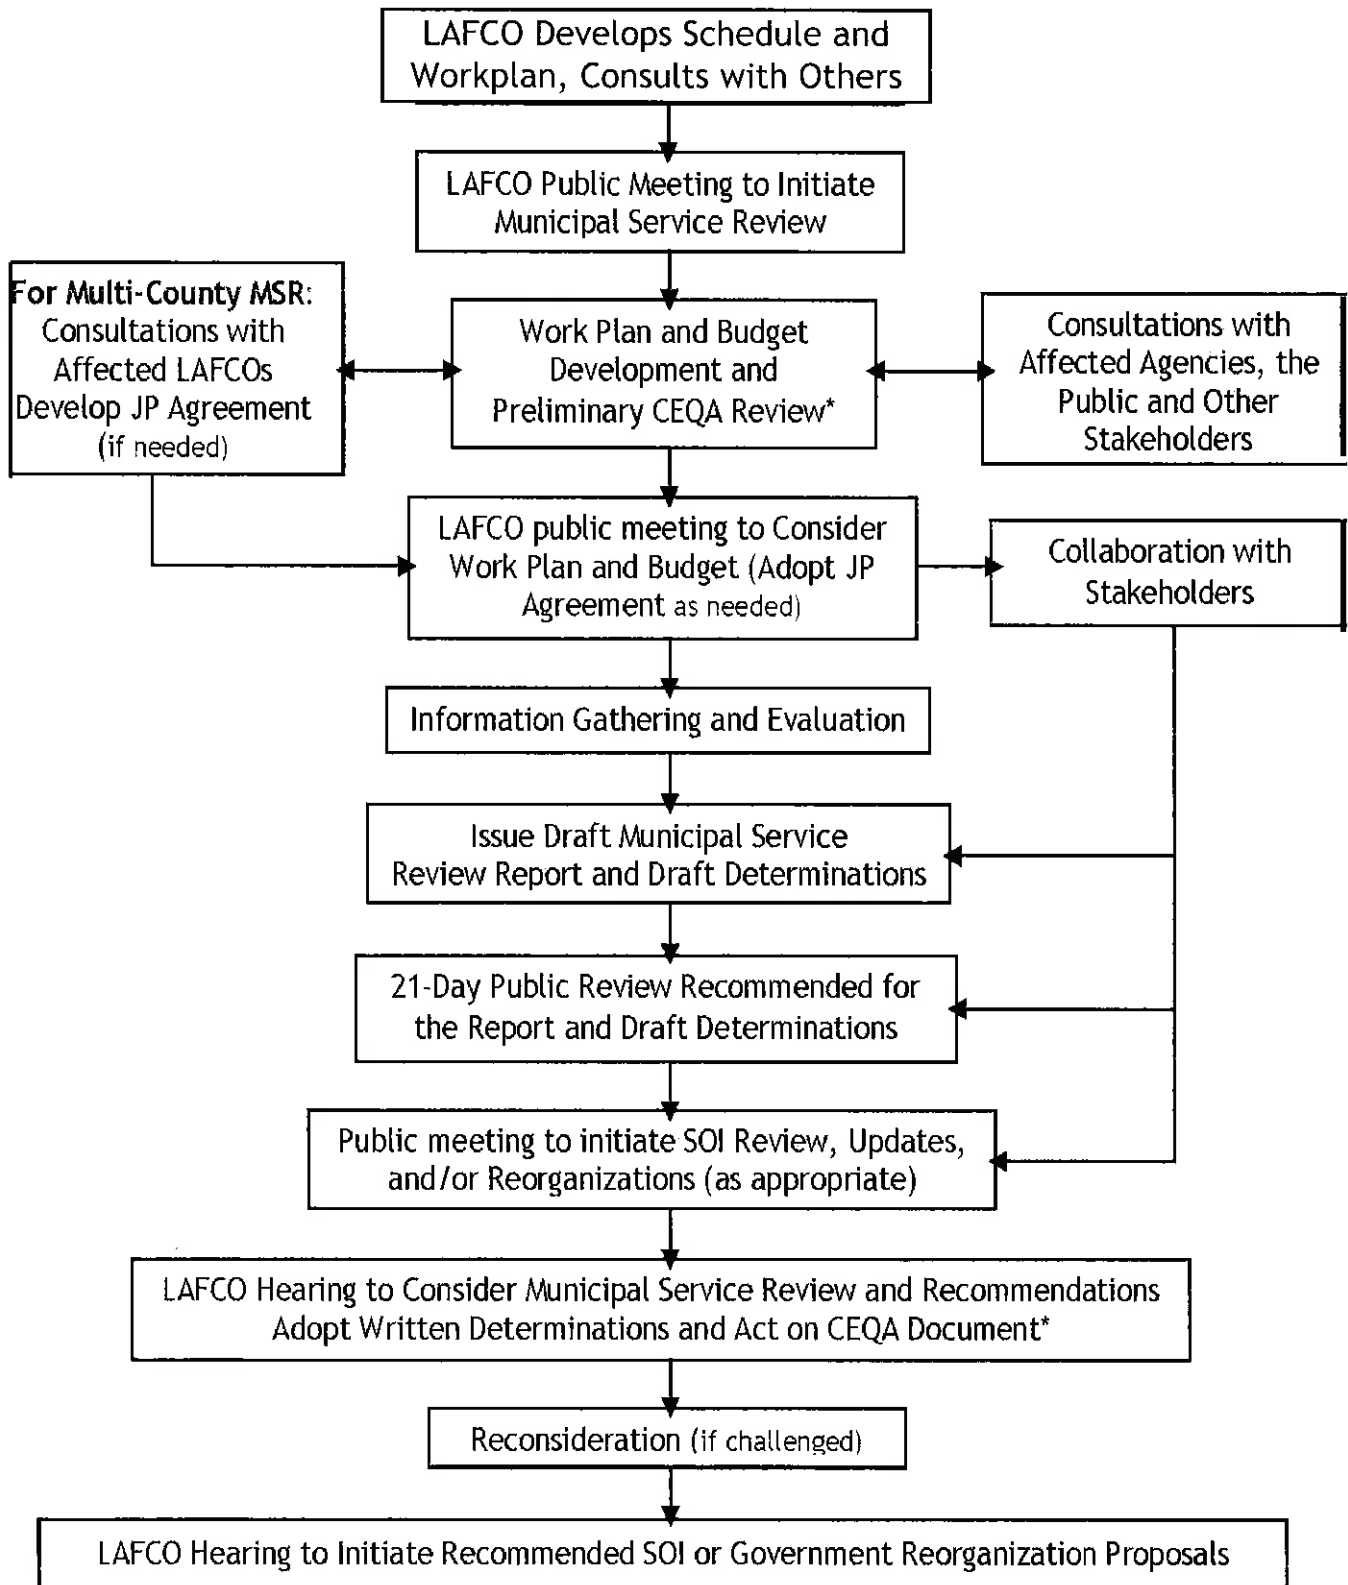 LAFCO Develops Schedule and
Workplan, Consults with Others
LAFCO Public Meeting to Initiate
Municipal Service Review
For Multi-County MSR:
Consultations with
Affected LAFCOs
Develop JP Agreement
(if needed)
Work Plan and Budget
Development and
Preliminary CEQA Review*
Consultations with
Affected Agencies, the
Public and Other
Stakeholders
LAFCO public meeting to Consider
Work Plan and Budget (Adopt JP
Agreement as needed)
Collaboration with
Stakeholders
Information Gathering and Evaluation
Issue Draft Municipal Service
Review Report and Draft Determinations
21-Day Public Review Recommended for
the Report and Draft Determinations
Public meeting to initiate SOI Review, Updates,
and/or Reorganizations (as appropriate)
LAFCO Hearing to Consider Municipal Service Review and Recommendations
Adopt Written Determinations and Act on CEQA Document*
Reconsideration (if challenged)
LAFCO Hearing to Initiate Recommended SOI or Government Reorganization Proposals